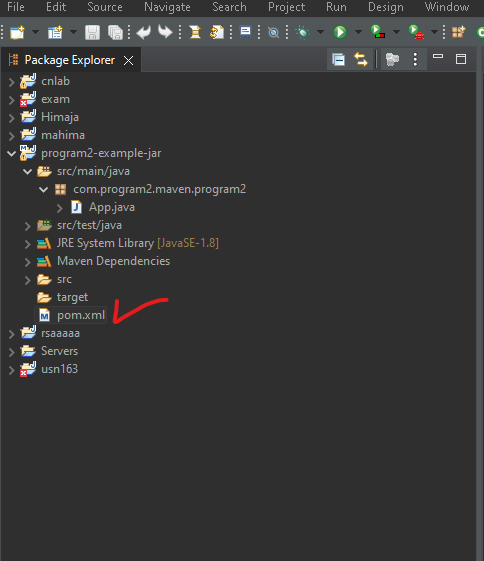 File Edit Source Navigate Search Project Run Design Window
Package Explorer
cnlab
exam
Himaja
mahima
program2-example-jar
src/main/java
com.program2.maven.program2
App.java
src/test/java
JRE System Library [JavaSE-1.8]
Maven Dependencies
src
target
pom.xml
rsaaaaa
Servers
usn163